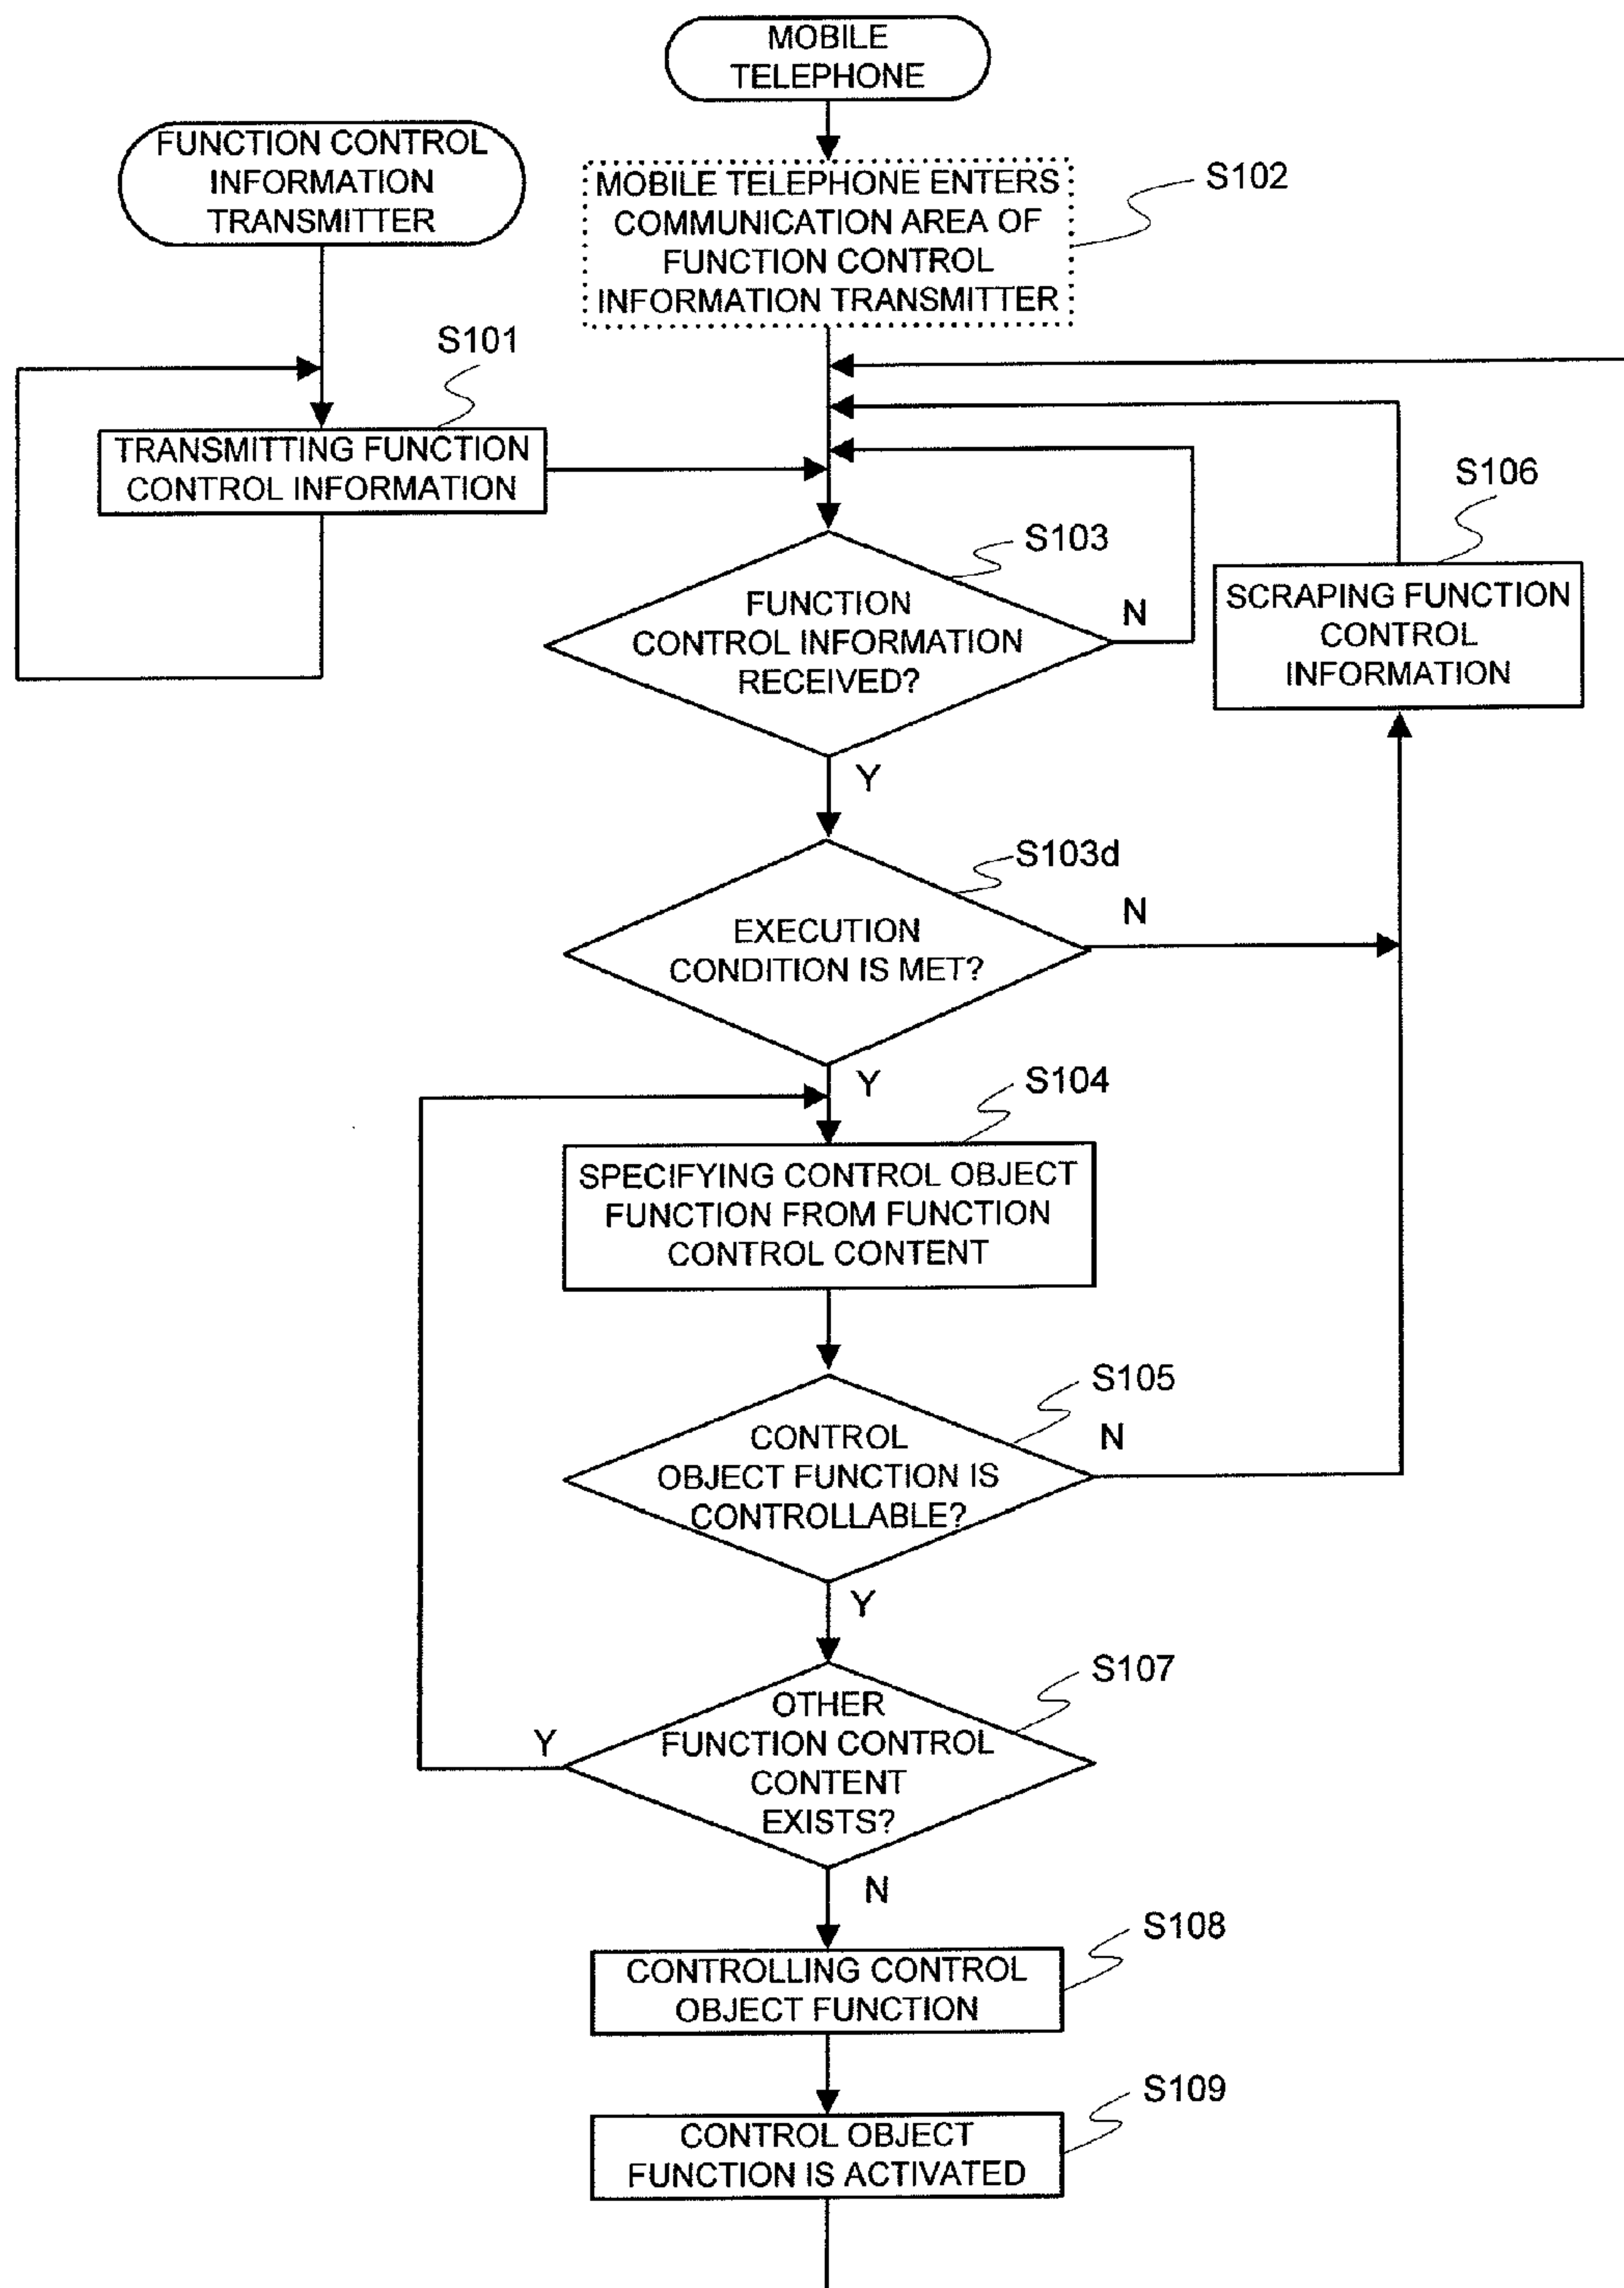 MOBILE
TELEPHONE
FUNCTION CONTROL
INFORMATION
TRANSMITTER
MOBILE TELEPHONE ENTERS
COMMUNICATION AREA OF
FUNCTION CONTROL
INFORMATION TRANSMITTER
S102
S101
TRANSMITTING FUNCTION
CONTROL INFORMATION
S106
SCRAPING FUNCTION
CONTROL
INFORMATION
S103
FUNCTION
CONTROL INFORMATION
RECEIVED?
N
Y
S103d
EXECUTION
CONDITION IS MET?
N
Y
S104
SPECIFYING CONTROL OBJECT
FUNCTION FROM FUNCTION
CONTROL CONTENT
S105
CONTROL
OBJECT FUNCTION IS
CONTROLLABLE?
N
Y
S107
OTHER
FUNCTION CONTROL
CONTENT
EXISTS?
Y
N
S108
CONTROLLING CONTROL
OBJECT FUNCTION
S109
CONTROL OBJECT
FUNCTION IS ACTIVATED